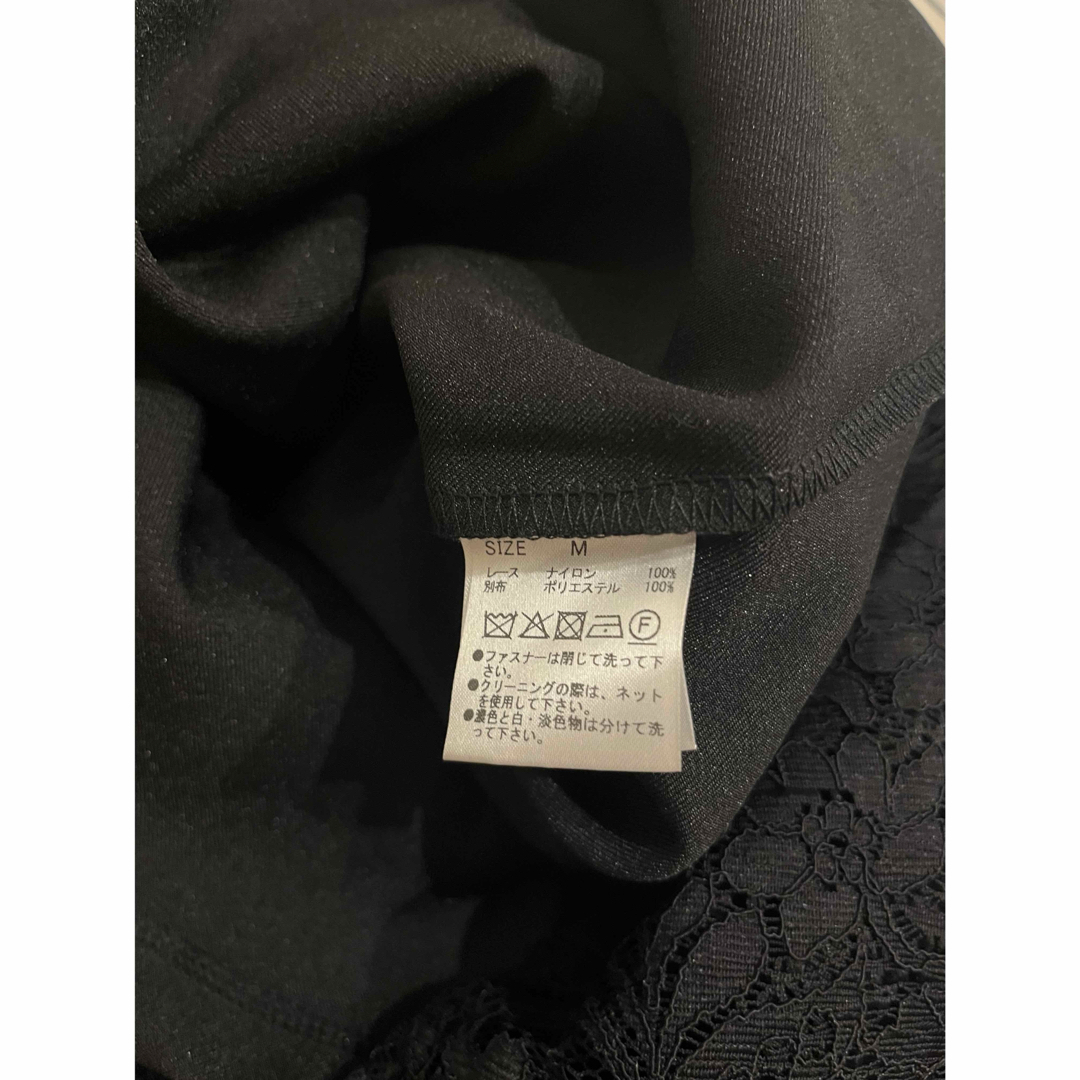 SIZE M
レース ナイロン 100%
別布 ポリエステル 100%
F
●ファスナーは閉じて洗って下
さい。
●クリーニングの際は、ネット
を使用して下さい。
●濃色と白・淡色物は分けて洗
って下さい。